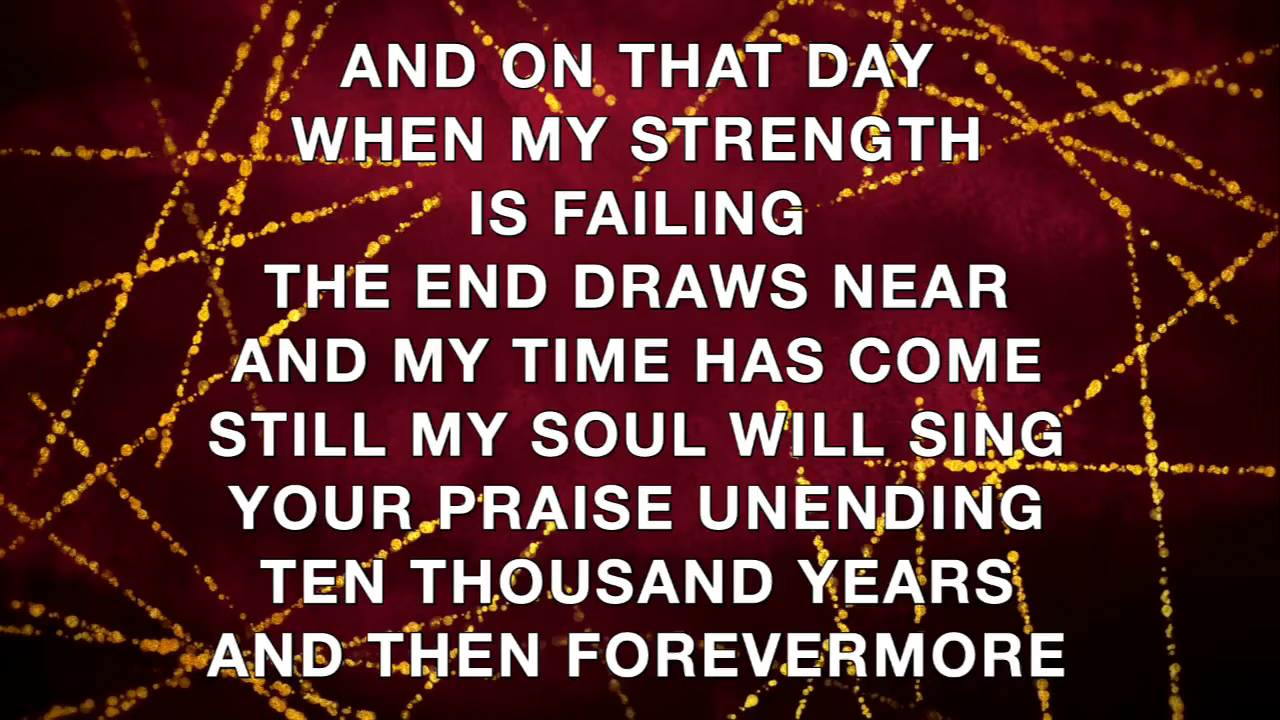 AND ON THAT DAY
WHEN MY STRENGTH
IS FAILING
THE END DRAWS NEAR
AND MY TIME HAS COME
STILL MY SOUL WILL SING
YOUR PRAISE UNENDING
TEN THOUSAND YEARS
AND THEN FOREVERMORE